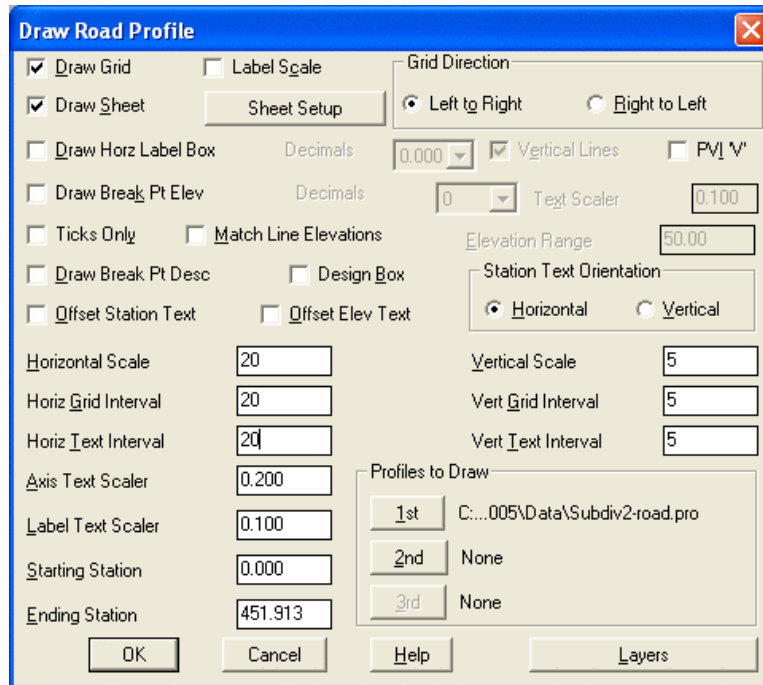 Draw Road Profile
Draw Grid Label Scale Grid Direction
Draw Sheet Sheet Setup Left to Right Right to Left
Draw Horz Label Box Decimals 0.000 Vertical Lines PVI 'V'
Draw Break Pt Elev Decimals 0 Text Scaler 0.100
Ticks Only Match Line Elevations Elevation Range 50.00
Draw Break Pt Desc Design Box Station Text Orientation
Offset Station Text Offset Elev Text Horizontal Vertical
Horizontal Scale 20 Vertical Scale 5
Horiz Grid Interval 20 Vert Grid Interval 5
Horiz Text Interval 20 Vert Text Interval 5
Axis Text Scaler 0.200 Profiles to Draw
1st C:...005\Data\Subdiv2-road.pro
Label Text Scaler 0.100
2nd None
Starting Station 0.000
3rd None
Ending Station 451.913
OK Cancel Help Layers